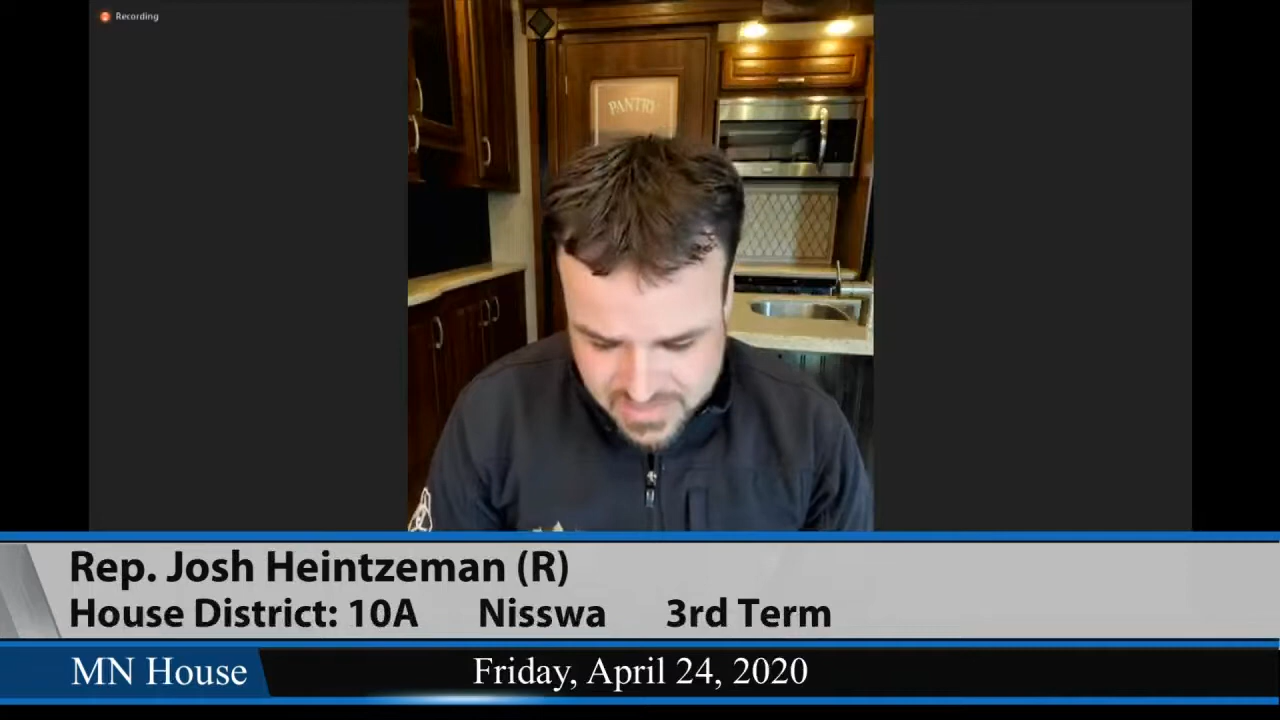 Recording
PANTRY
Rep. Josh Heintzeman (R)
House District: 10A Nisswa 3rd Term
MN House Friday, April 24, 2020